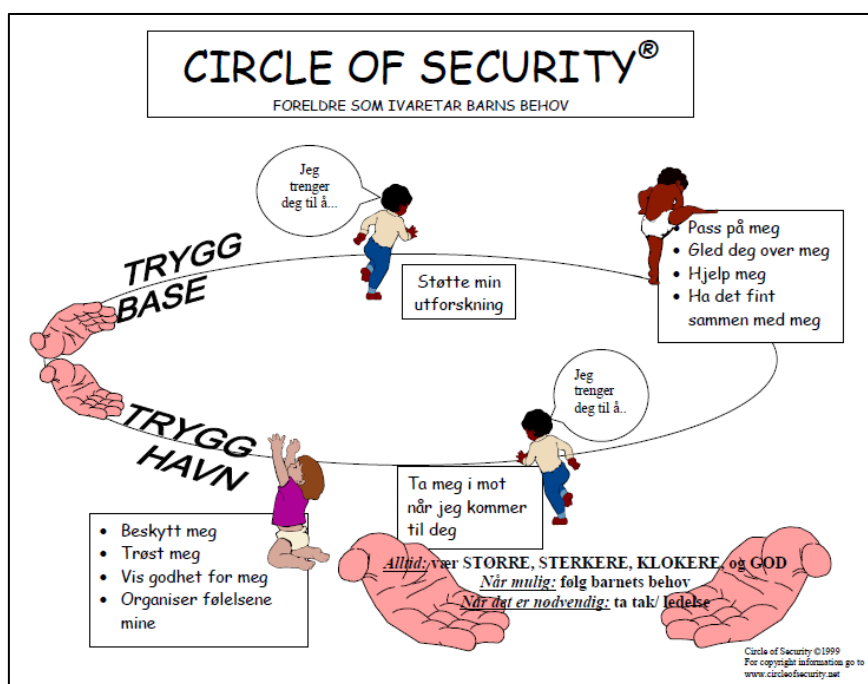 CIRCLE OF SECURITY®
FORELDRE SOM IVARETAR BARNS BEHOV
Jeg
trenger
deg til å...
TRYGG
BASE
Støtte min
utforskning
• Pass på meg
• Gled deg over meg
• Hjelp meg
• Ha det fint
sammen med meg
Jeg
trenger
deg til å..
TRYGG
HAVN
Ta meg i mot
når jeg kommer
til deg
• Beskytt meg
• Trøst meg
• Vis godhet for meg
• Organiser følelsene
mine
Alltid: vær STØRRE, STERKERE, KLOKERE, og GOD
Når mulig: følg barnets behov
Når det er nødvendig: ta tak/ ledelse
Circle of Security ©1999
For copyright information go to
www.circleofsecurity.net